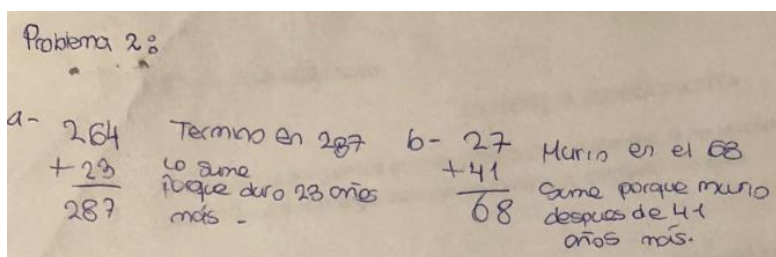 Problema 2:
a- 264
+ 23
287
Termino en 287
Lo sume
porque duro 23 años
más -
b- 27
+ 41
68
Murio en el 68
Sume porque murio
despues de 41
años más.